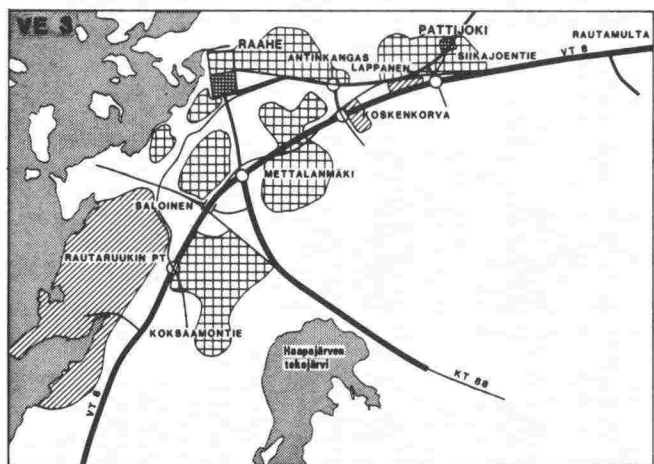 VE 3
PATTIJOKI
RAUTAMULTA
RAAHE
SIIKAJOENTIE
VT 8
ANTINKANGAS
LAPPANEN
KOSKENKORVA
METTALANMÄKI
SALOINEN
RAUTARUUKIN PT
KOKSAAMONTIE
Haapajärven
tekojärvi
KT 88
VT 8